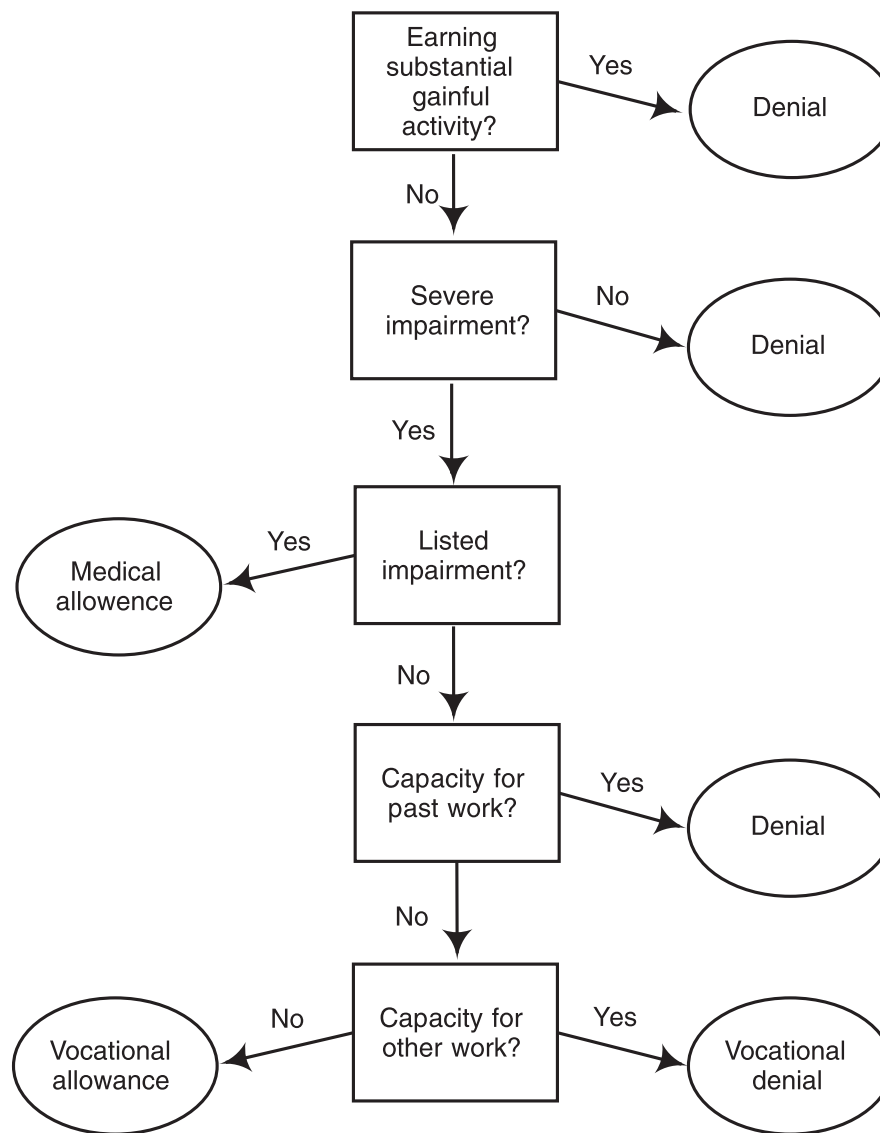 Earning
substantial
gainful
activity?
Yes
Denial
No
Severe
impairment?
No
Denial
Yes
Listed
impairment?
Yes
Medical
allowence
No
Capacity for
past work?
Yes
Denial
No
Capacity for
other work?
No
Vocational
allowance
Yes
Vocational
denial